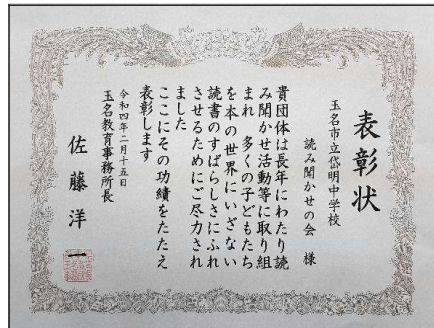 表彰状
玉名市立岱明中学校
読み聞かせの会 様
貴団体は長年にわたり読
み聞かせ活動等に取り組
まれ 多くの子どもたち
を本の世界にいざない
読書のすばらしさにふれ
させるためにご尽力され
ました
ここにその功績をたたえ
表彰します
令和四年二月十五日
玉名教育事務所長
佐藤洋一